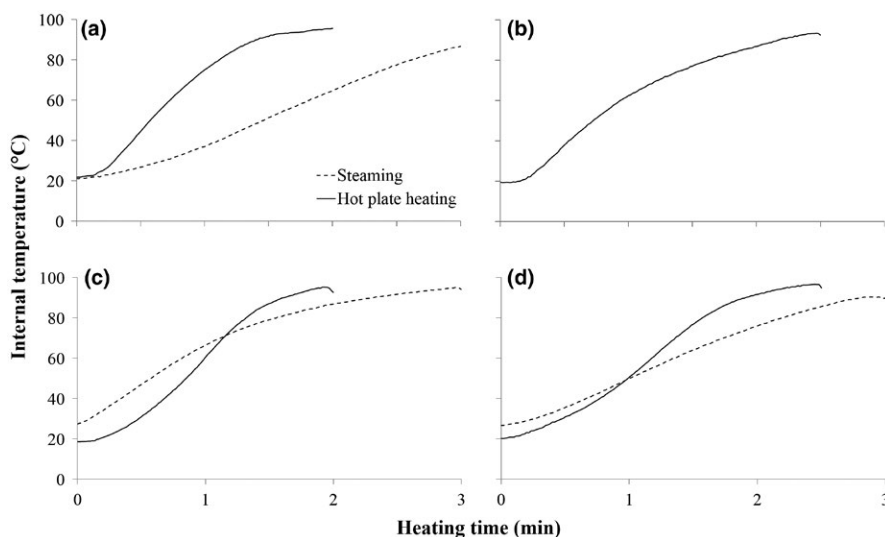 (a)
(b)
100
80
60
40
20
0
Steaming
Hot plate heating
(c)
(d)
100
80
60
40
20
0
0
1
2
3
0
1
2
3
Internal temperature (°C)
Heating time (min)